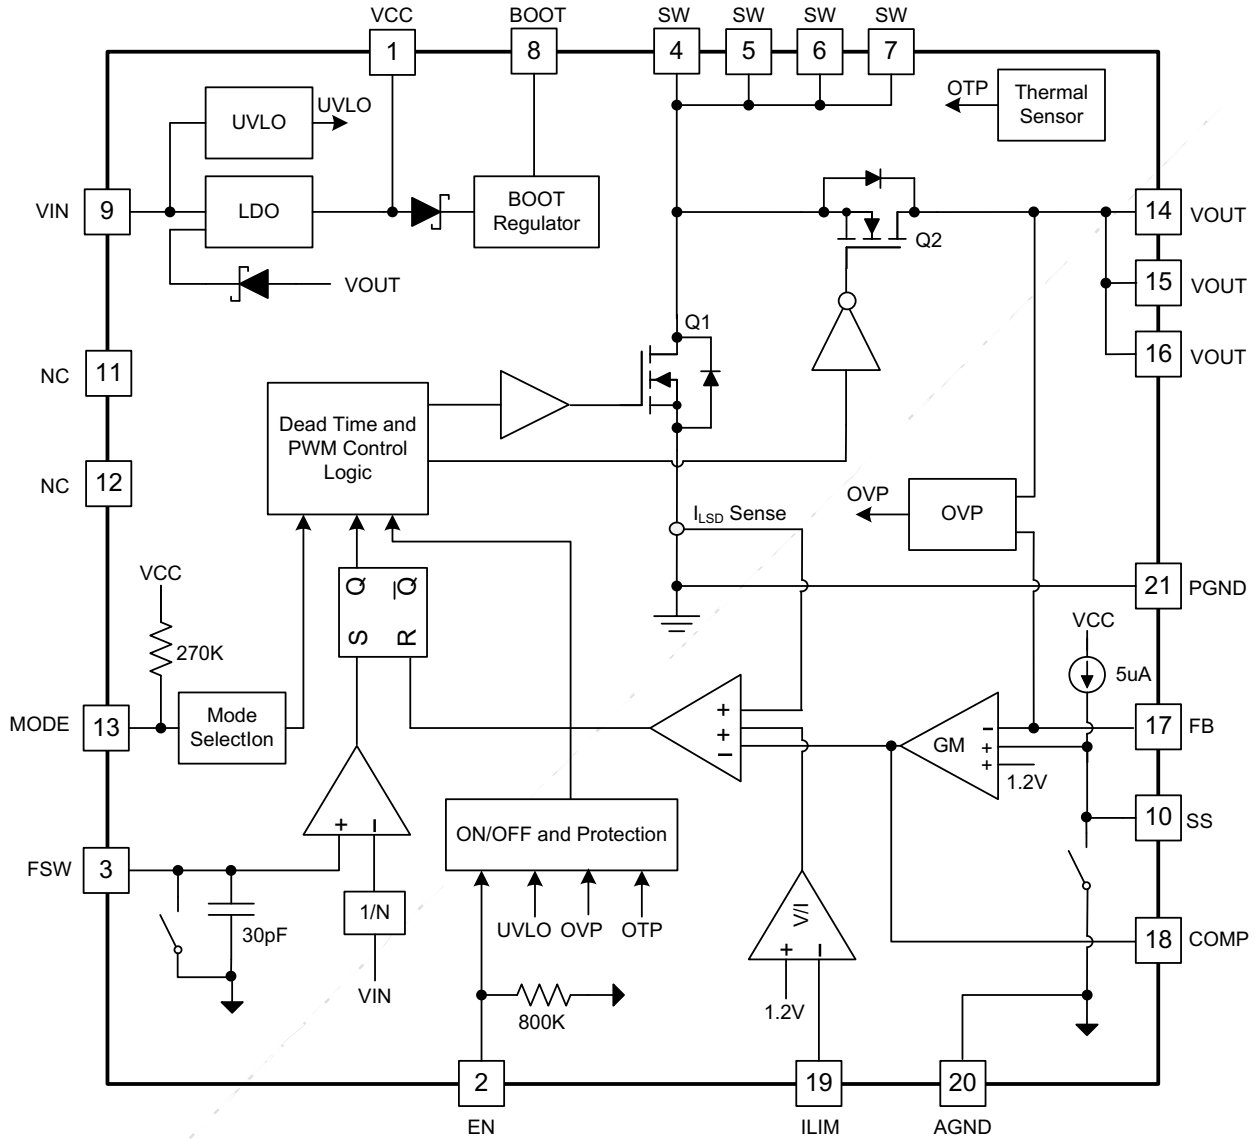 VCC
BOOT
SW
SW
SW
SW
1
8
4
5
6
7
UVLO
UVLO
OTP
Thermal
Sensor
VIN
9
LDO
BOOT
Regulator
Q2
14
VOUT
VOUT
15
VOUT
16
VOUT
Q1
NC
11
NC
12
Dead Time and
PWM Control
Logic
OVP
OVP
ILSD Sense
VCC
270K
S
Q
R
Q
21
PGND
VCC
5uA
MODE
13
Mode
SelectIon
+
+
−
GM
−
+
+
1.2V
17
FB
10
SS
+
−
ON/OFF and Protection
FSW
3
30pF
1/N
VIN
UVLO
OVP
OTP
V/I
+
−
1.2V
18
COMP
800K
2
19
20
EN
ILIM
AGND